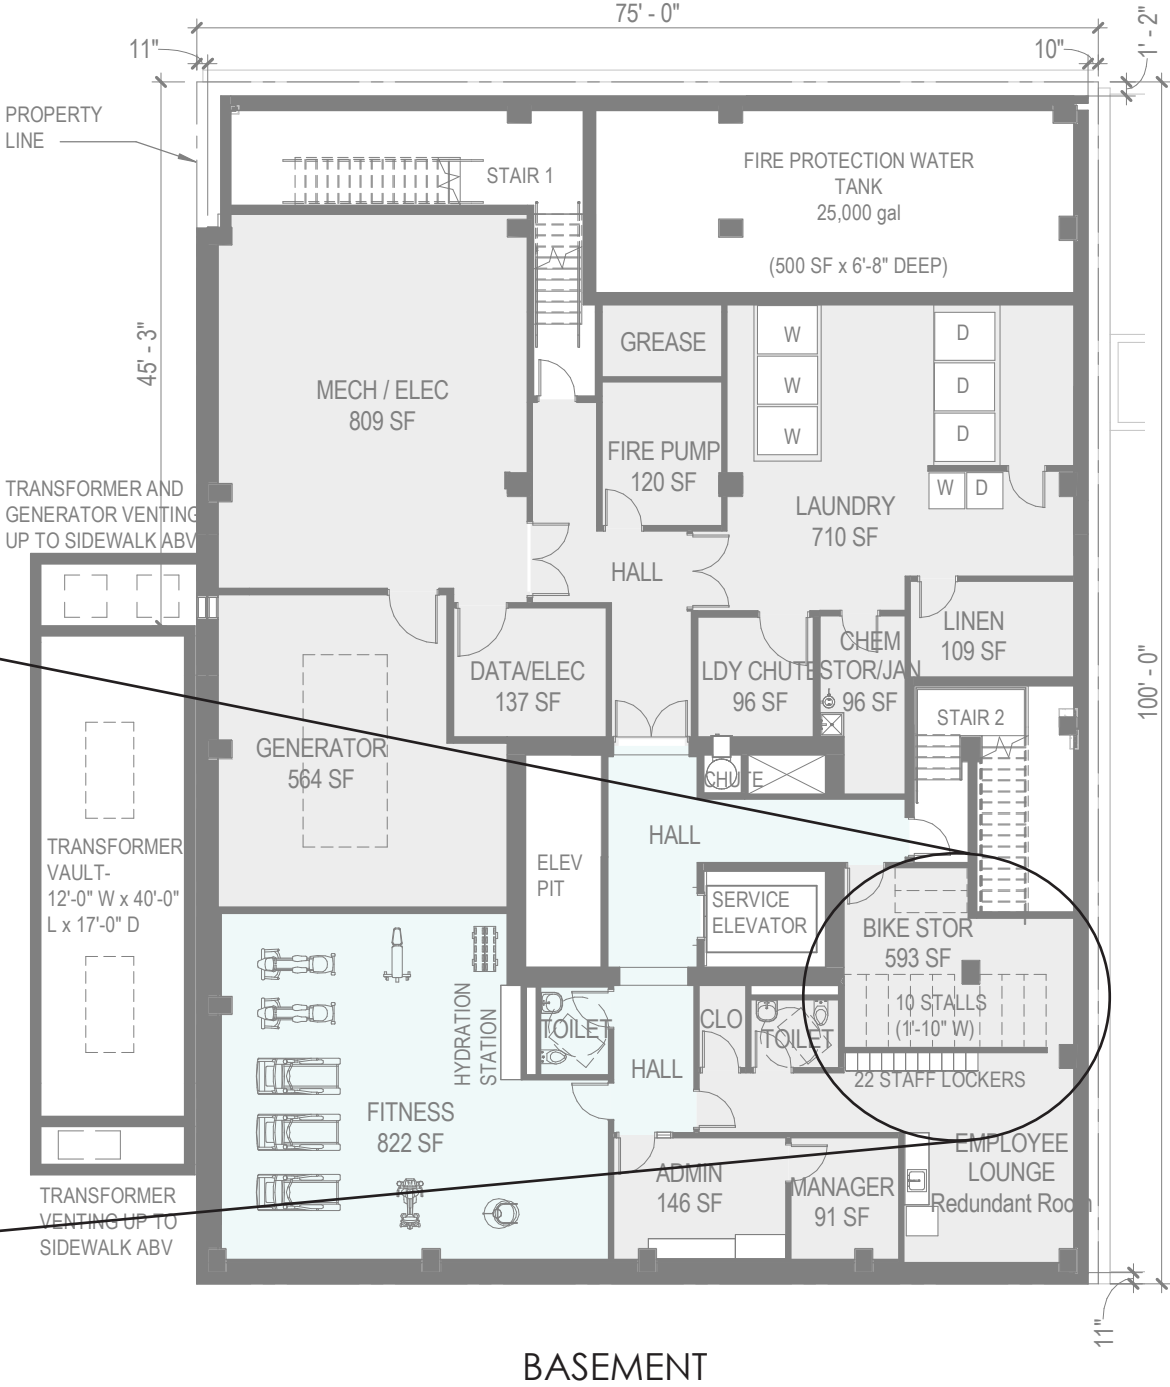 75' - 0"
11"
10"
1' - 2"
PROPERTY
LINE
STAIR 1
FIRE PROTECTION WATER
TANK
25,000 gal
(500 SF x 6'-8" DEEP)
45' - 3"
GREASE
W
D
MECH / ELEC
809 SF
W
D
W
D
FIRE PUMP
120 SF
TRANSFORMER AND
GENERATOR VENTING
UP TO SIDEWALK ABV
W
D
LAUNDRY
710 SF
HALL
LINEN
109 SF
DATA/ELEC
137 SF
LDY CHUTE
96 SF
CHEM
STOR/JAN
96 SF
100' - 0"
STAIR 2
GENERATOR
564 SF
CHUTE
HALL
TRANSFORMER
VAULT-
12'-0" W x 40'-0"
L x 17'-0" D
ELEV
PIT
SERVICE
ELEVATOR
BIKE STOR
593 SF
10 STALLS
(1'-10" W)
HYDRATION
STATION
TOILET
CLO
TOILET
HALL
22 STAFF LOCKERS
FITNESS
822 SF
EMPLOYEE
LOUNGE
Redundant Room
ADMIN
146 SF
MANAGER
91 SF
TRANSFORMER
VENTING UP TO
SIDEWALK ABV
11"
BASEMENT